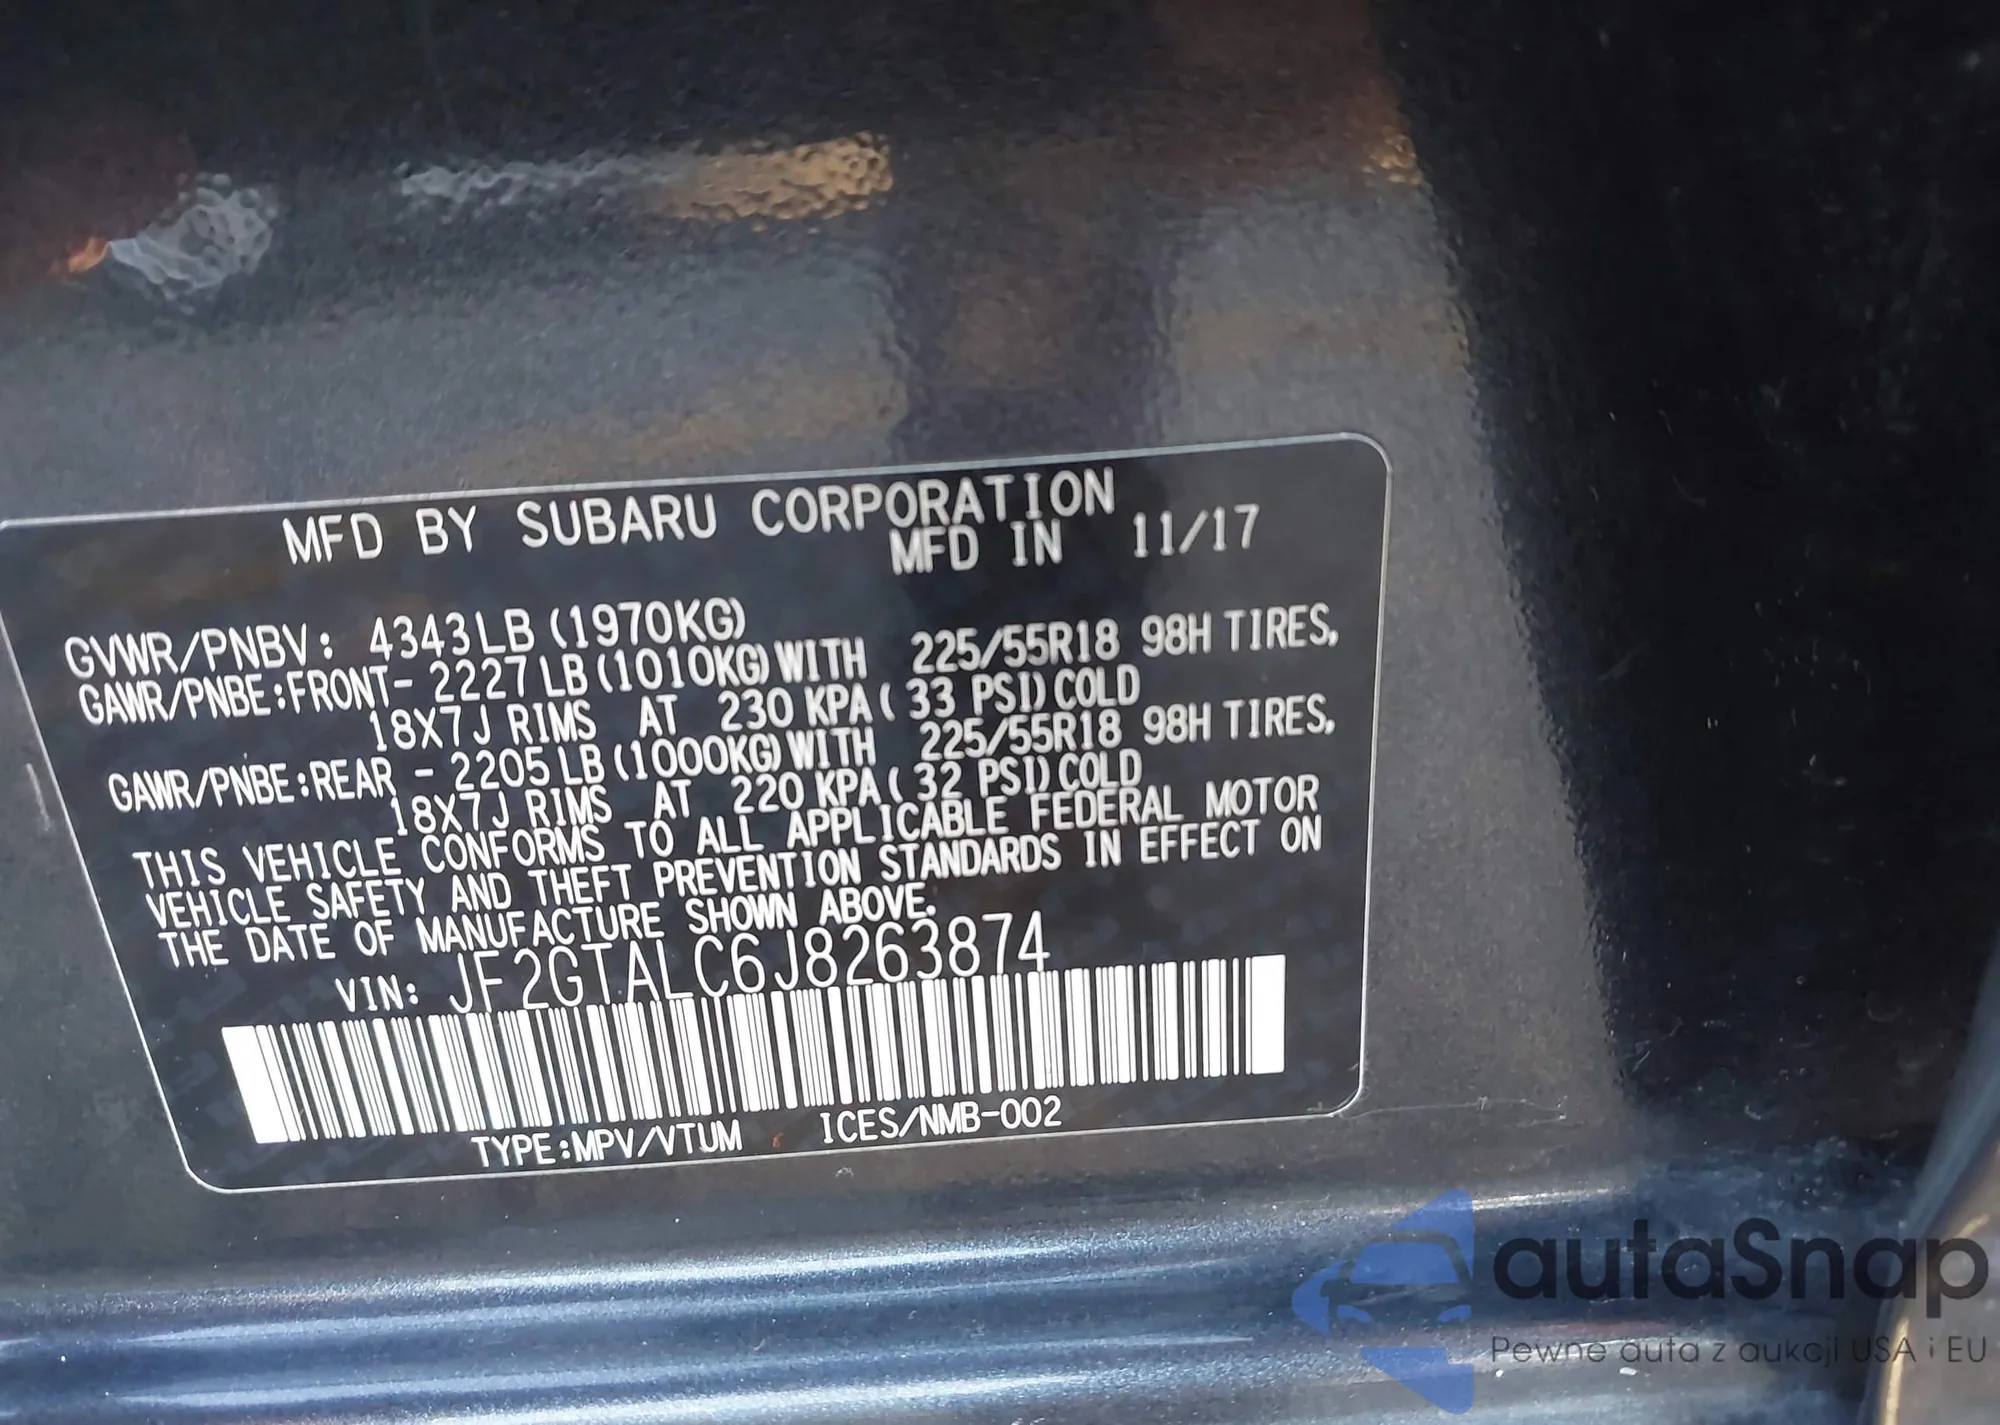 MFD BY SUBARU CORPORATION
MFD IN 11/17
GVWR/PNBV: 4343LB (1970KG)
GAWR/PNBE:FRONT- 2227 LB (1010KG) WITH 225/55R18 98H TIRES,
18X7J RIMS AT 230 KPA( 33 PSI) COLD
GAWR/PNBE:REAR - 2205 LB (1000KG) WITH 225/55R18 98H TIRES,
18X7J RIMS AT 220 KPA( 32 PSI) COLD
THIS VEHICLE CONFORMS TO ALL APPLICABLE FEDERAL MOTOR
VEHICLE SAFETY AND THEFT PREVENTION STANDARDS IN EFFECT ON
THE DATE OF MANUFACTURE SHOWN ABOVE.
VIN: JF2GTALC6J8263874
TYPE:MPV/VTUM ICES/NMB-002
autaSnap
Pewne auta z aukcji USA i EU